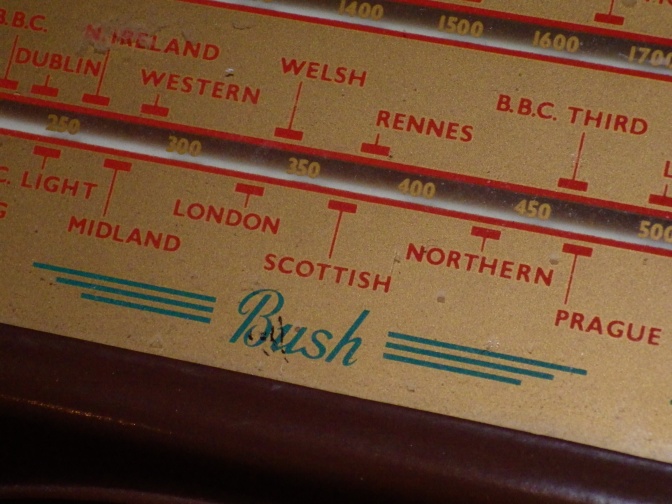 1400 1500 1600 1700
B.B.C. N. IRELAND
DUBLIN WESTERN WELSH RENNES B.B.C. THIRD
250 300 350 400 450 500
LIGHT MIDLAND LONDON SCOTTISH NORTHERN PRAGUE
Bush